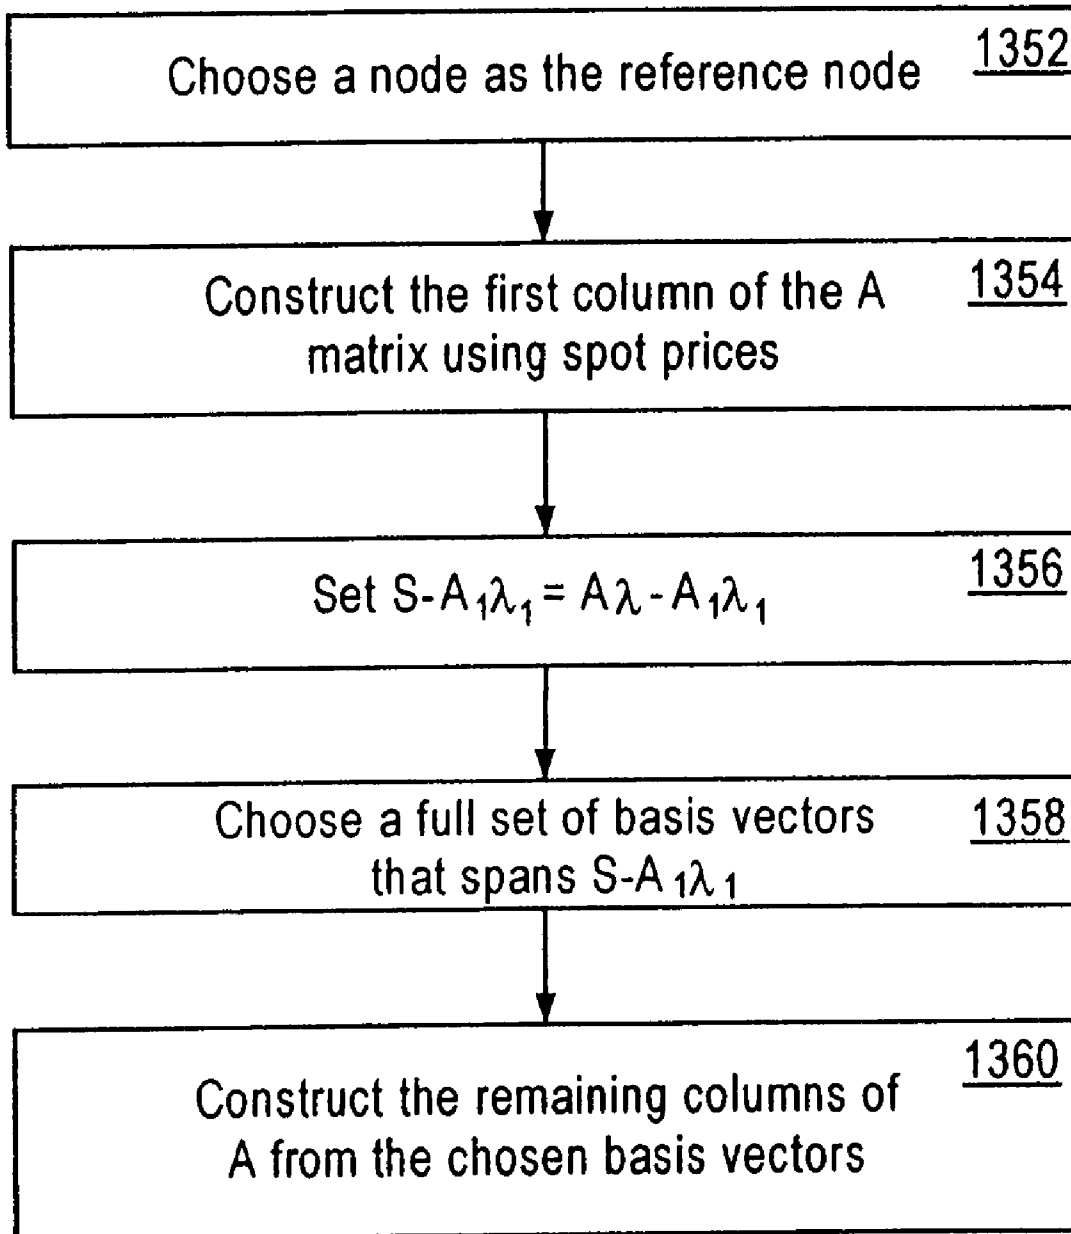 Choose a node as the reference node 1352
Construct the first column of the A 1354
matrix using spot prices
Set S-A₁λ₁ = Aλ-A₁λ₁ 1356
Choose a full set of basis vectors 1358
that spans S-A₁λ₁
1360
Construct the remaining columns of
A from the chosen basis vectors